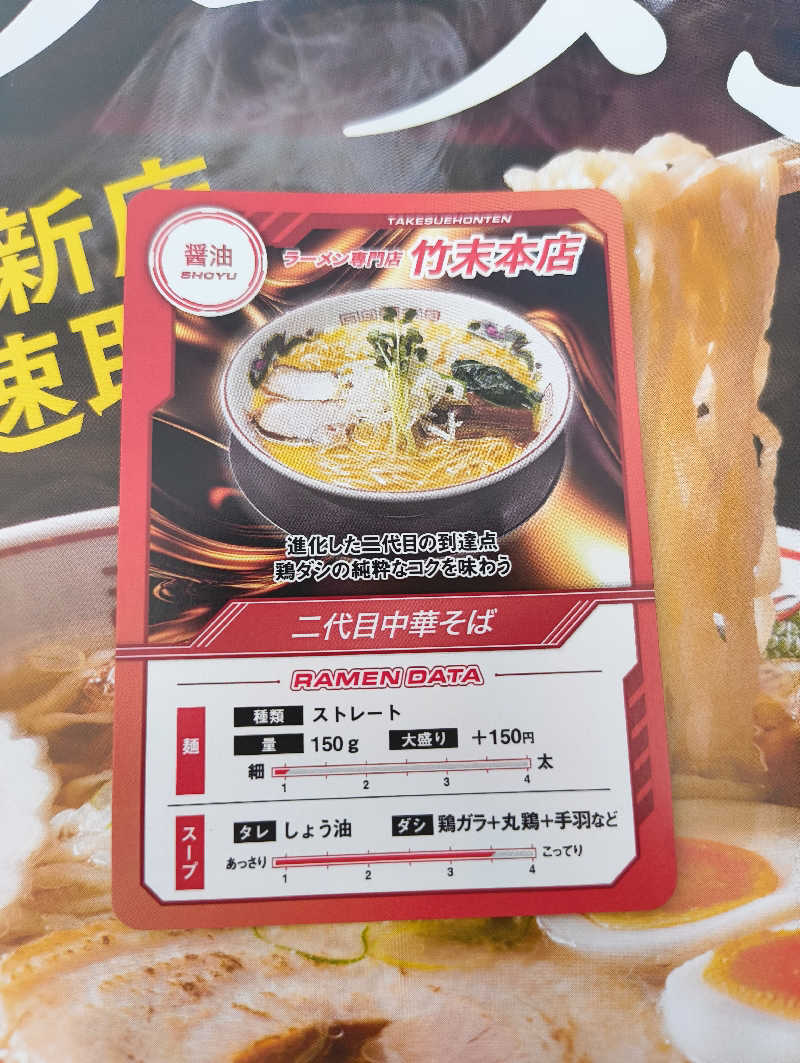 新店
速
醤油
SHOYU
TAKESUEHONTEN
ラーメン専門店 竹末本店
進化した二代目の到達点
鶏ダシの純粋なコクを味わう
二代目中華そば
RAMEN DATA
麺
種類 ストレート
量 150g 大盛り +150円
細 太
1 2 3 4
スープ
タレ しょう油 ダシ 鶏ガラ+丸鶏+手羽など
あっさり こってり
1 2 3 4